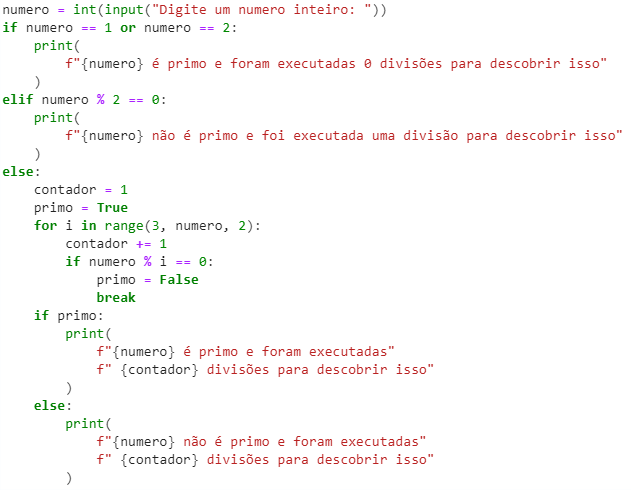 numero = int(input("Digite um numero inteiro: "))
if numero == 1 or numero == 2:
    print(
        f"{numero} é primo e foram executadas 0 divisões para descobrir isso"
    )
elif numero % 2 == 0:
    print(
        f"{numero} não é primo e foi executada uma divisão para descobrir isso"
    )
else:
    contador = 1
    primo = True
    for i in range(3, numero, 2):
        contador += 1
        if numero % i == 0:
            primo = False
            break
    if primo:
        print(
            f"{numero} é primo e foram executadas"
            f" {contador} divisões para descobrir isso"
        )
    else:
        print(
            f"{numero} não é primo e foram executadas"
            f" {contador} divisões para descobrir isso"
        )